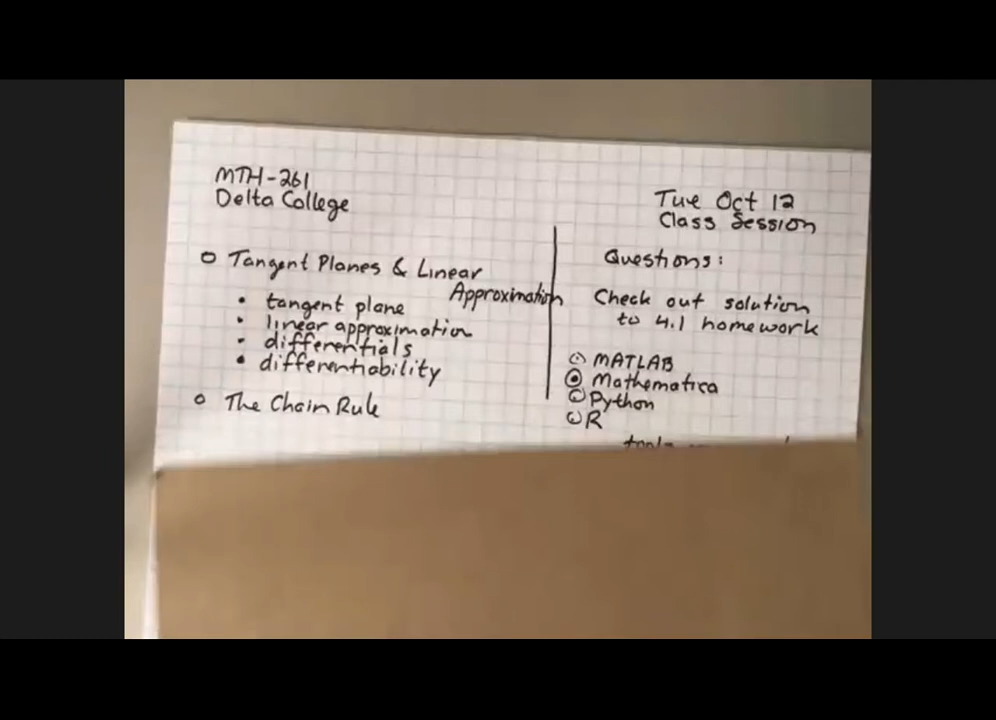 MTH-261
Delta College
Tangent Planes & Linear
Approximation
tangent plane
linear approximation
differentials
differentiability
The Chain Rule
Tue Oct 12
Class Session
Questions:
Check out solution
to 4.1 homework
MATLAB
Mathematica
Python
R